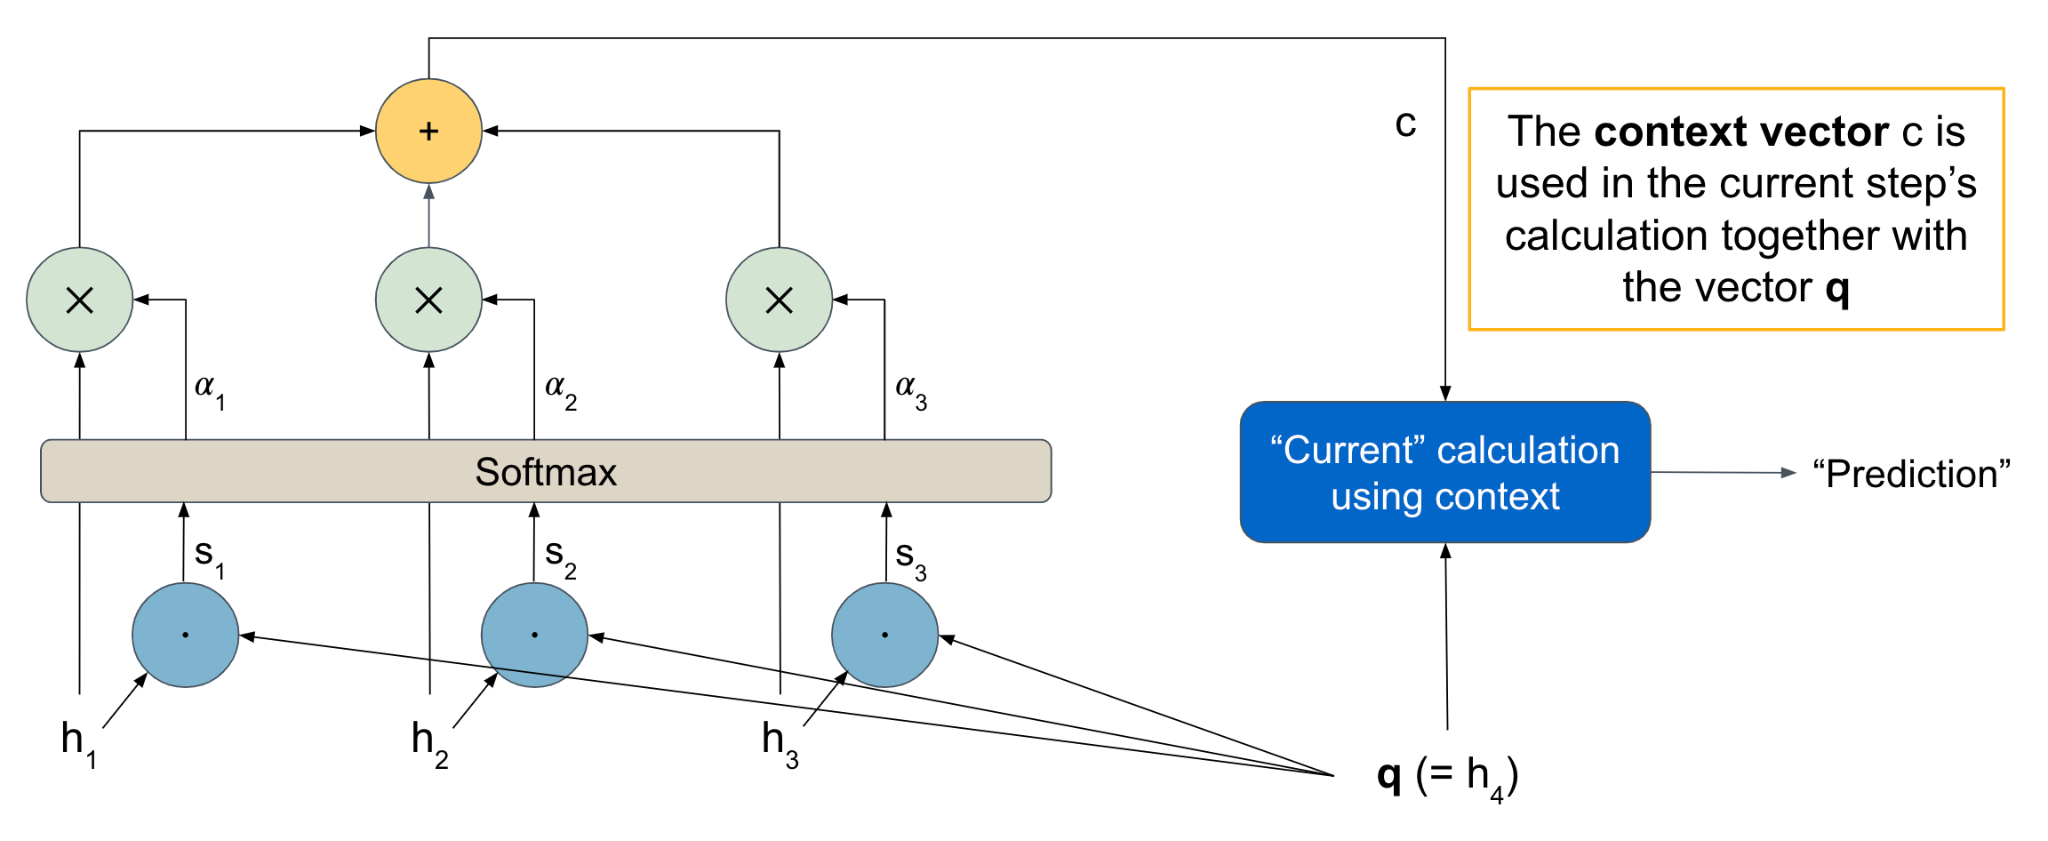 +
c
The context vector c is
used in the current step's
calculation together with
the vector q
× × ×
α1 α2 α3
Softmax
"Current" calculation
using context
"Prediction"
s1 s2 s3
· · ·
h1 h2 h3
q (= h4)